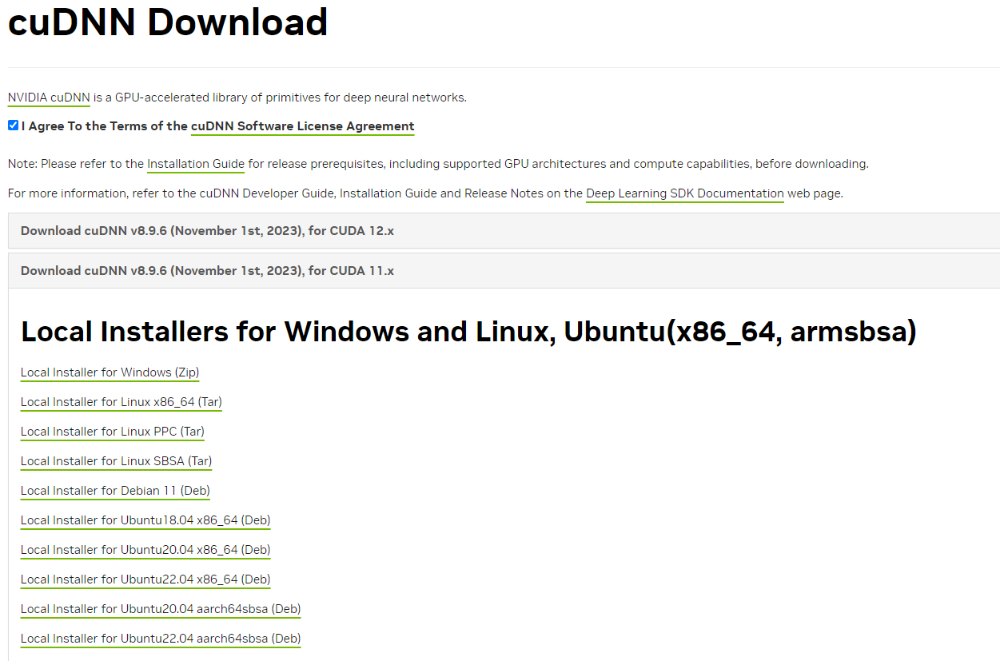 cuDNN Download
NVIDIA cuDNN is a GPU-accelerated library of primitives for deep neural networks.
I Agree To the Terms of the cuDNN Software License Agreement
Note: Please refer to the Installation Guide for release prerequisites, including supported GPU architectures and compute capabilities, before downloading.
For more information, refer to the cuDNN Developer Guide, Installation Guide and Release Notes on the Deep Learning SDK Documentation web page.
Download cuDNN v8.9.6 (November 1st, 2023), for CUDA 12.x
Download cuDNN v8.9.6 (November 1st, 2023), for CUDA 11.x
Local Installers for Windows and Linux, Ubuntu(x86_64, armsbsa)
Local Installer for Windows (Zip)
Local Installer for Linux x86_64 (Tar)
Local Installer for Linux PPC (Tar)
Local Installer for Linux SBSA (Tar)
Local Installer for Debian 11 (Deb)
Local Installer for Ubuntu18.04 x86_64 (Deb)
Local Installer for Ubuntu20.04 x86_64 (Deb)
Local Installer for Ubuntu22.04 x86_64 (Deb)
Local Installer for Ubuntu20.04 aarch64sbsa (Deb)
Local Installer for Ubuntu22.04 aarch64sbsa (Deb)